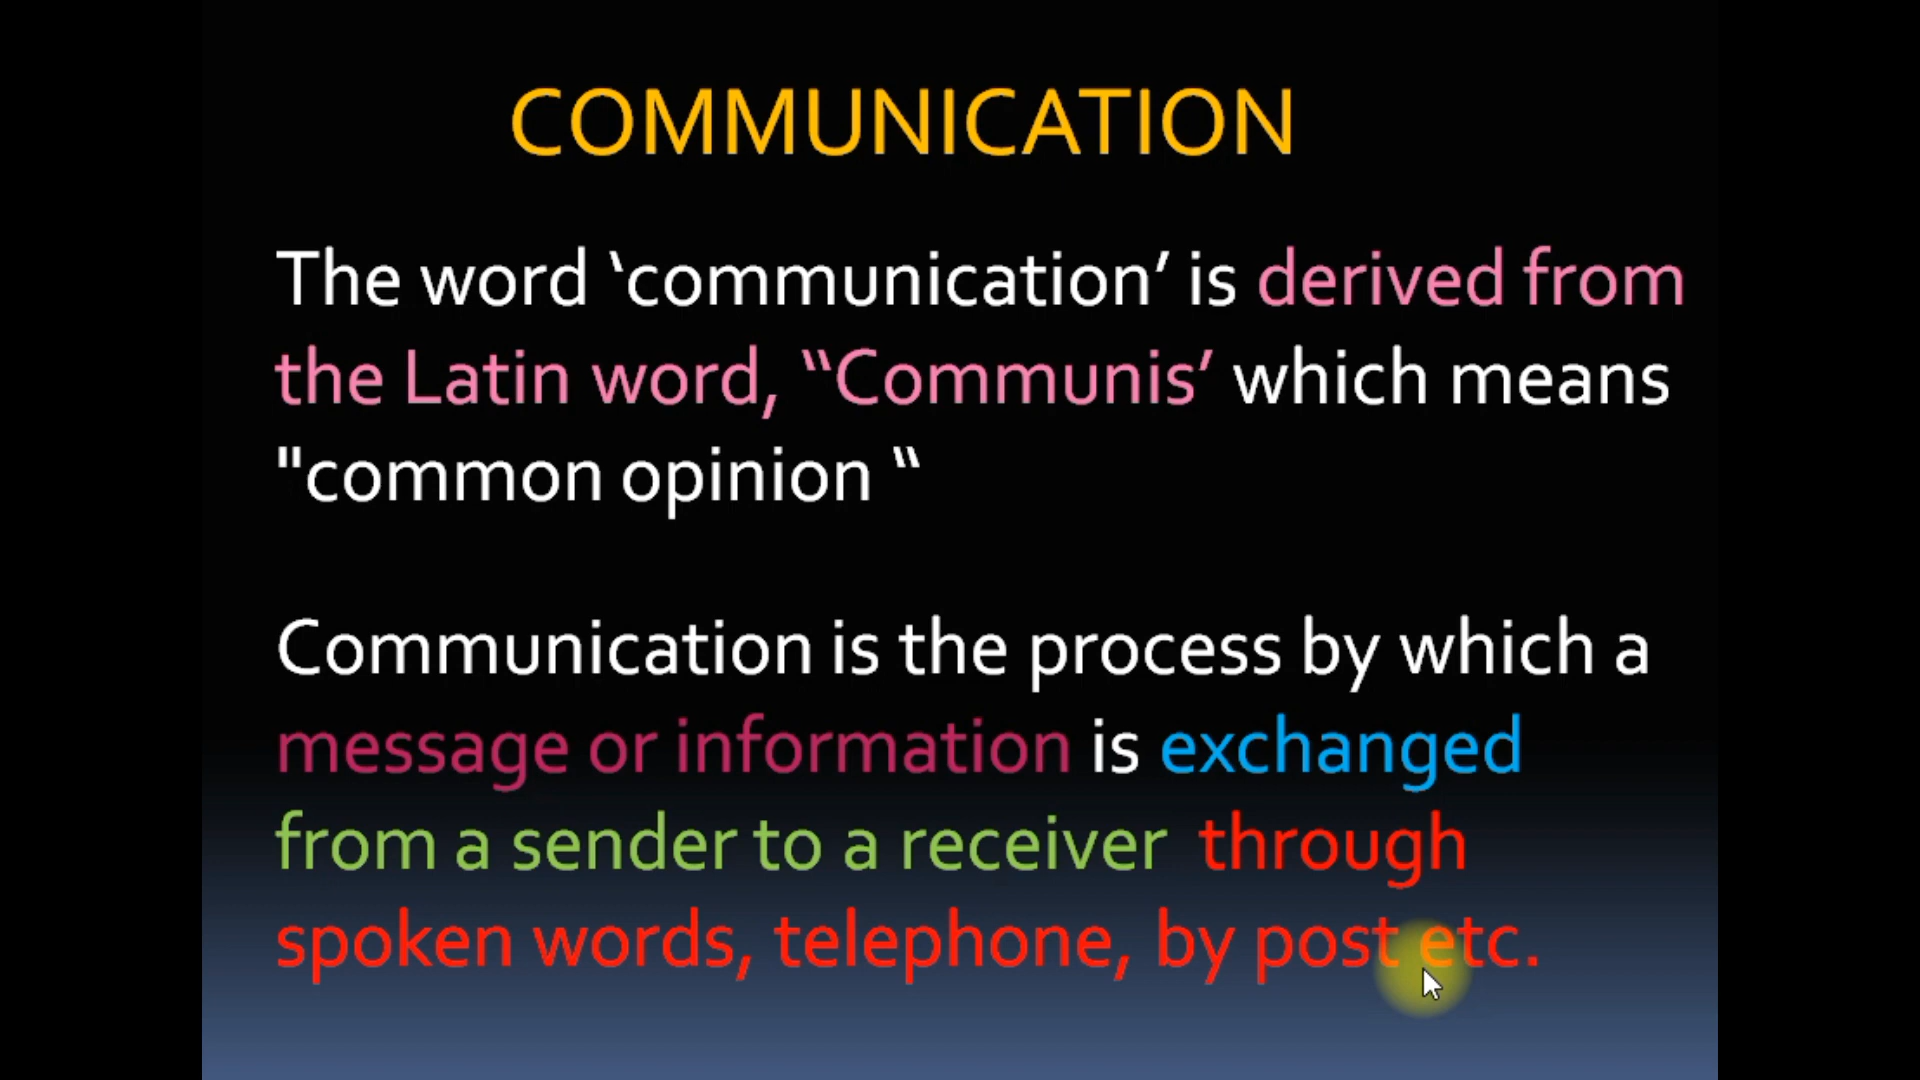 COMMUNICATION
The word ‘communication’ is derived from
the Latin word, “Communis’ which means
"common opinion “
Communication is the process by which a
message or information is exchanged
from a sender to a receiver through
spoken words, telephone, by post etc.